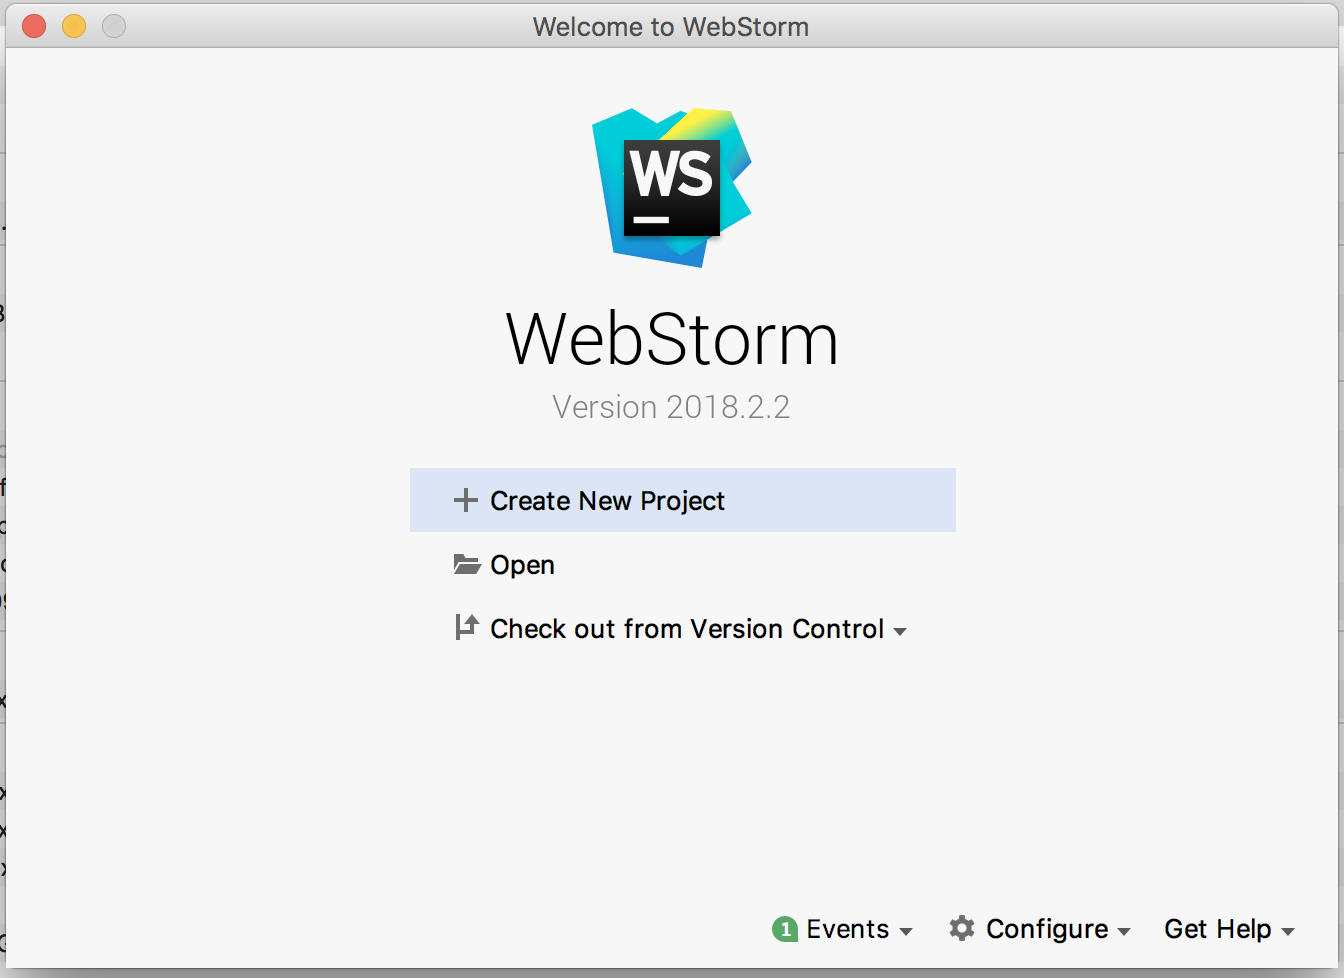 Welcome to WebStorm
WS
WebStorm
Version 2018.2.2
Create New Project
Open
Check out from Version Control
1 Events
Configure
Get Help